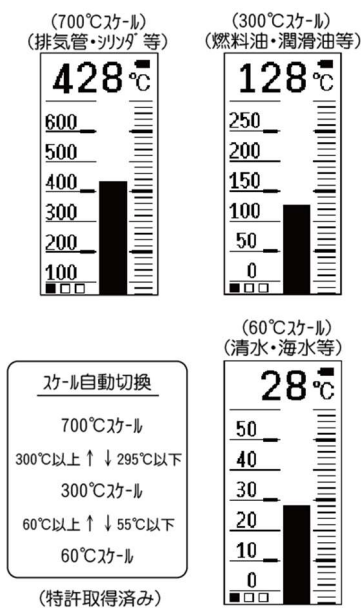 (700℃ｽｹｰﾙ)
(排気管･ｼﾘﾝﾀﾞ等)
428℃
600
500
400
300
200
100
(300℃ｽｹｰﾙ)
(燃料油･潤滑油等)
128℃
250
200
150
100
50
0
(60℃ｽｹｰﾙ)
(清水･海水等)
28℃
50
40
30
20
10
0
ｽｹｰﾙ自動切換
700℃ｽｹｰﾙ
300℃以上↑ ↓295℃以下
300℃ｽｹｰﾙ
60℃以上↑ ↓55℃以下
60℃ｽｹｰﾙ
(特許取得済み)